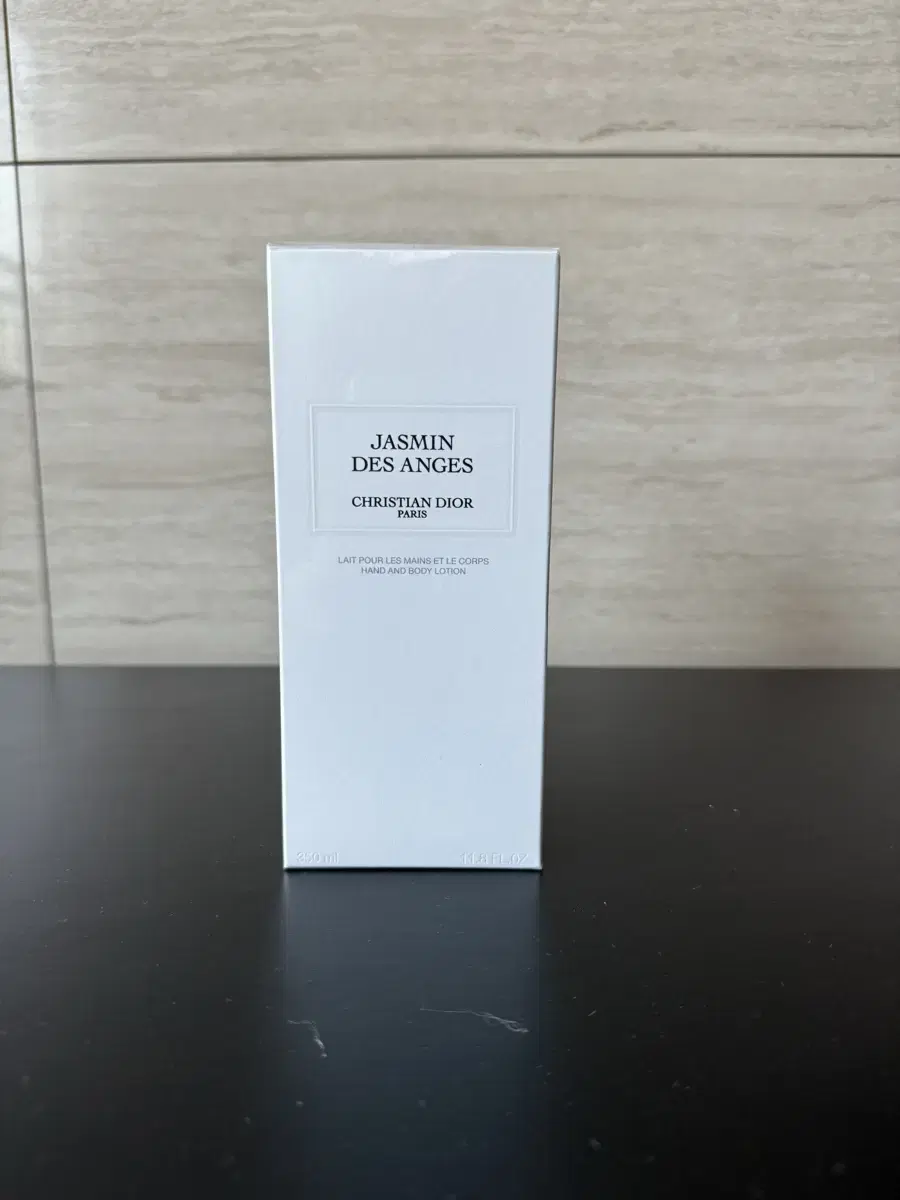 JASMIN
DES ANGES
CHRISTIAN DIOR
PARIS
LAIT POUR LES MAINS ET LE CORPS
HAND AND BODY LOTION
350 ml
11.8 FL.OZ